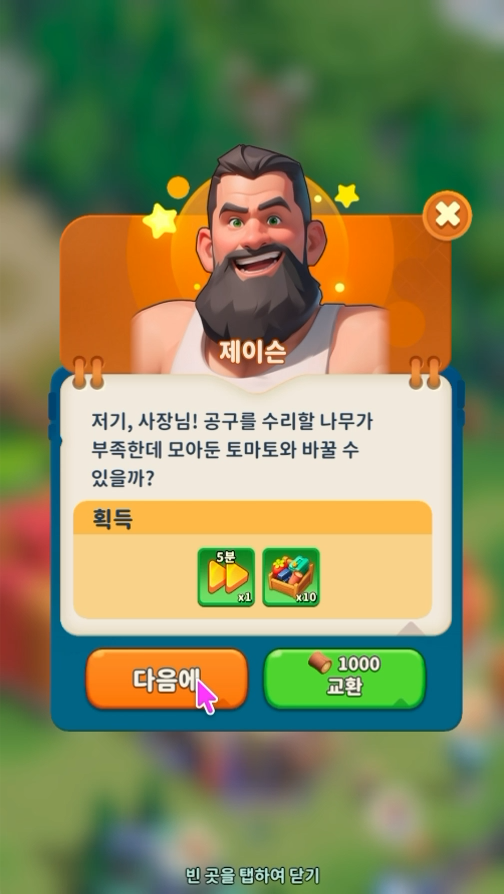 제이슨
저기, 사장님! 공구를 수리할 나무가
부족한데 모아둔 토마토와 바꿀 수
있을까?
획득
5분
x1
x10
다음에
1000
교환
빈 곳을 탭하여 닫기